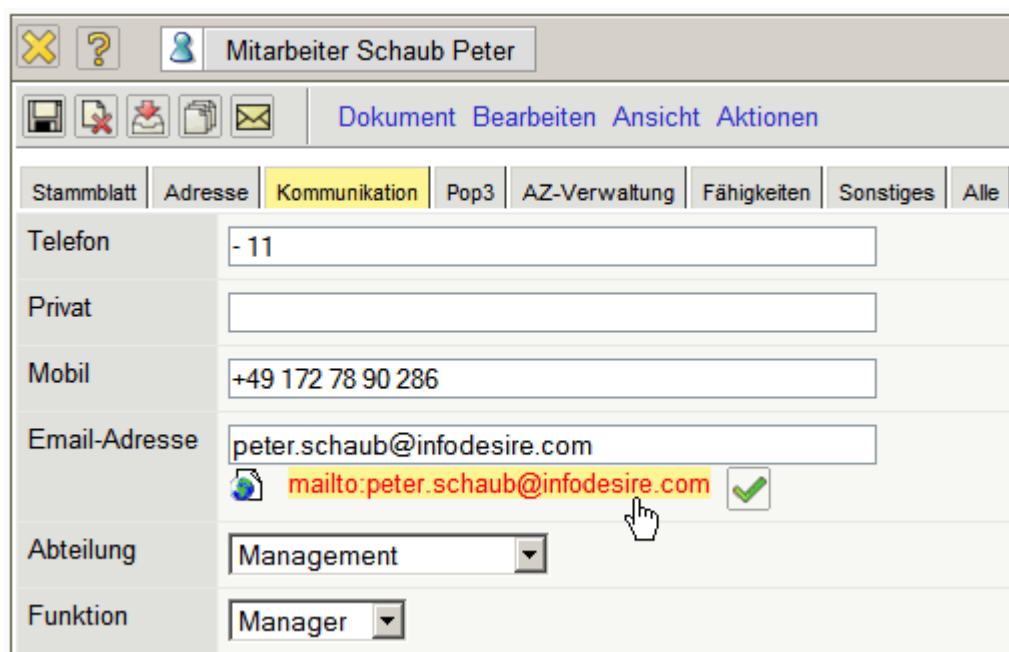 Mitarbeiter Schaub Peter
Dokument Bearbeiten Ansicht Aktionen
Stammblatt Adresse Kommunikation Pop3 AZ-Verwaltung Fähigkeiten Sonstiges Alle
Telefon - 11
Privat
Mobil +49 172 78 90 286
Email-Adresse peter.schaub@infodesire.com
mailto:peter.schaub@infodesire.com
Abteilung Management
Funktion Manager